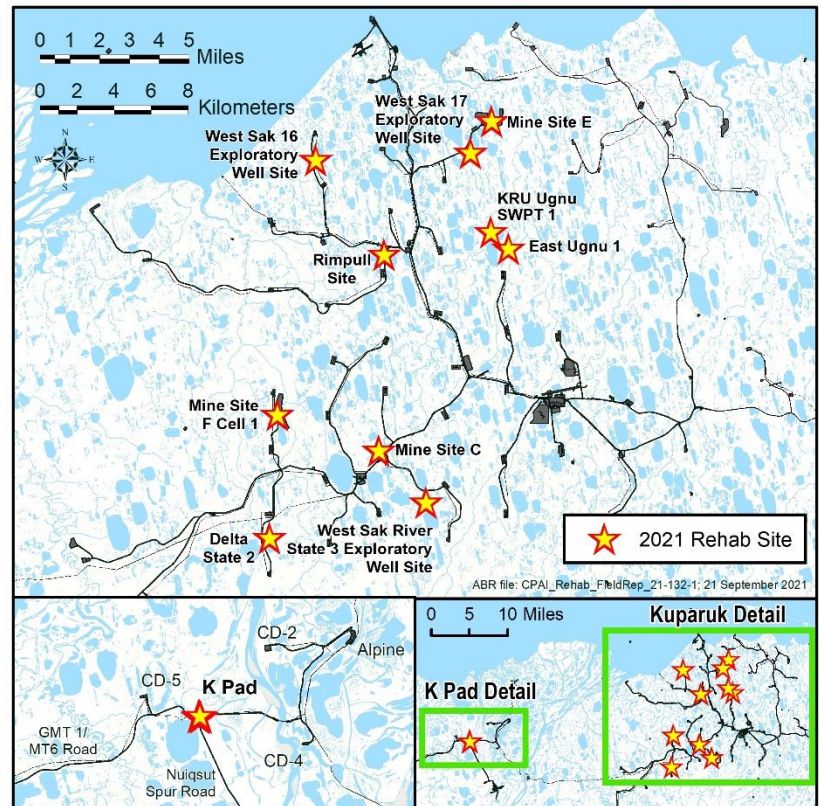 0 1 2 3 4 5
Miles
0 2 4 6 8
Kilometers
N
W E
S
West Sak 16
Exploratory
Well Site
West Sak 17
Exploratory
Well Site
Mine Site E
KRU Ugnu
SWPT 1
East Ugnu 1
Rimpull
Site
Mine Site
F Cell 1
Mine Site C
West Sak River
State 3 Exploratory
Well Site
Delta
State 2
2021 Rehab Site
ABR file: CPAI_Rehab_FieldRep_21-132-1; 21 September 2021
CD-2
Alpine
CD-5
K Pad
GMT 1/
MT6 Road
CD-4
Nuiqsut
Spur Road
0 5 10 Miles
Kuparuk Detail
K Pad Detail